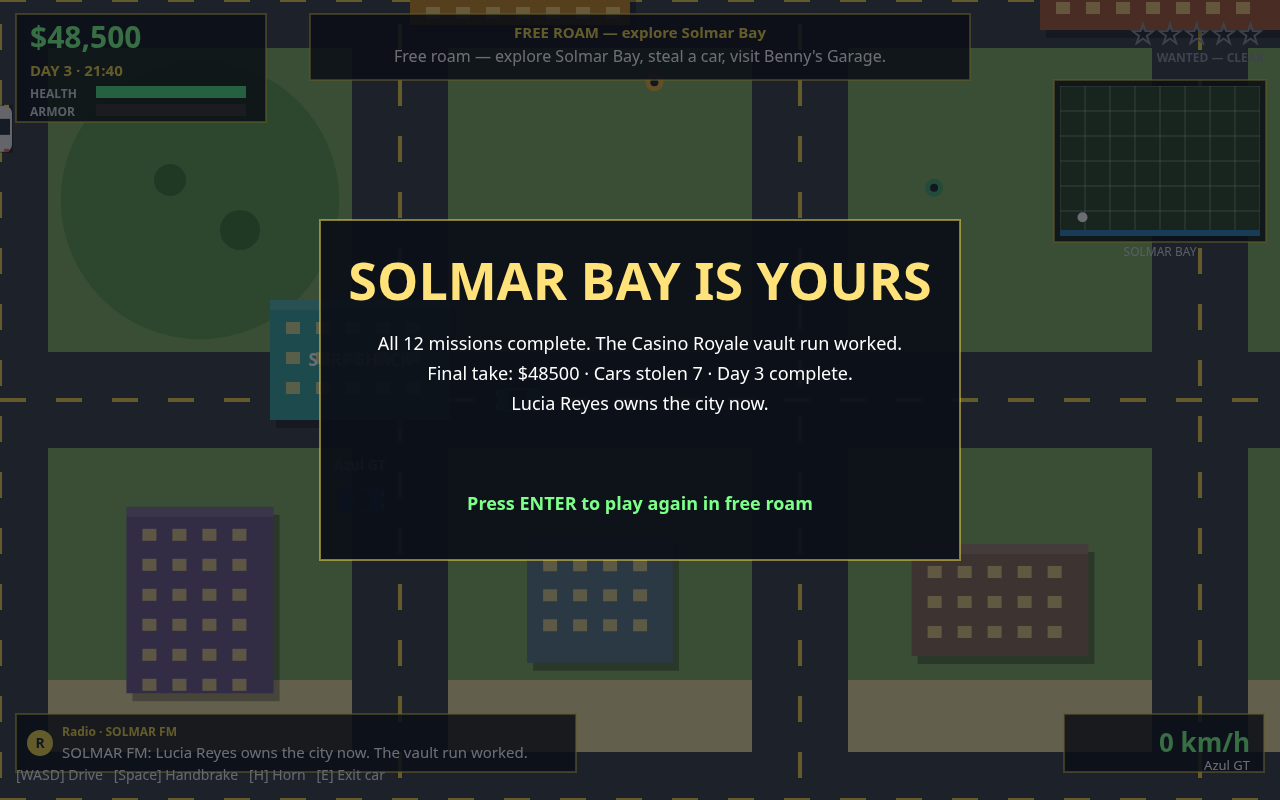 $48,500
DAY 3 · 21:40
HEALTH
ARMOR
FREE ROAM — explore Solmar Bay
Free roam — explore Solmar Bay, steal a car, visit Benny's Garage.
☆☆☆☆☆
WANTED — CLEAR
SOLMAR BAY
SOLMAR BAY IS YOURS
All 12 missions complete. The Casino Royale vault run worked.
Final take: $48500 · Cars stolen 7 · Day 3 complete.
Lucia Reyes owns the city now.
Azul GT
Press ENTER to play again in free roam
R
Radio · SOLMAR FM
SOLMAR FM: Lucia Reyes owns the city now. The vault run worked.
[WASD] Drive [Space] Handbrake [H] Horn [E] Exit car
0 km/h
Azul GT